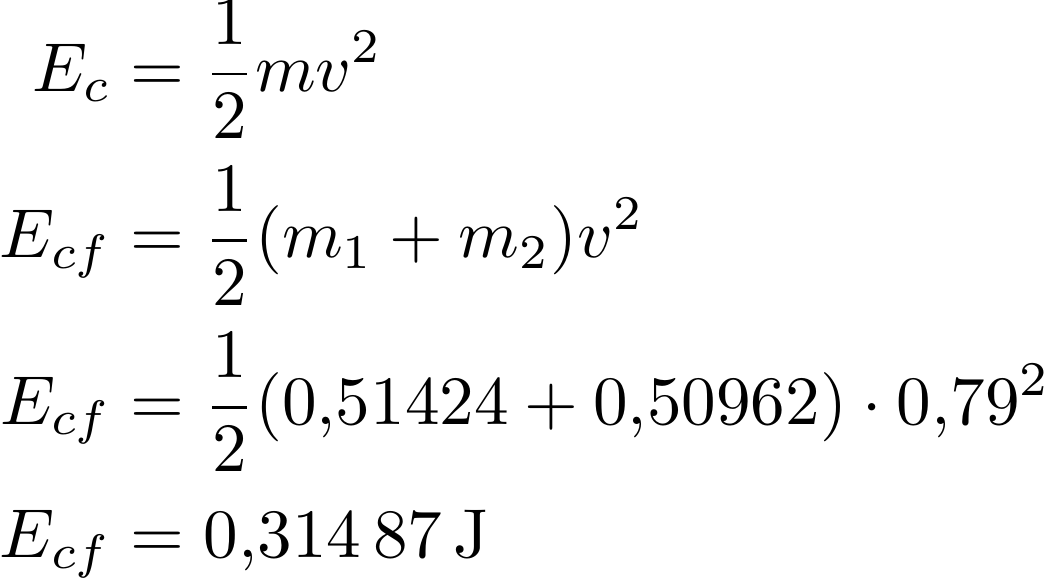 E_c = \frac{1}{2}mv^2
E_{cf} = \frac{1}{2}(m_1 + m_2)v^2
E_{cf} = \frac{1}{2}(0,51424 + 0,50962) \cdot 0,79^2
E_{cf} = 0,314 87 J